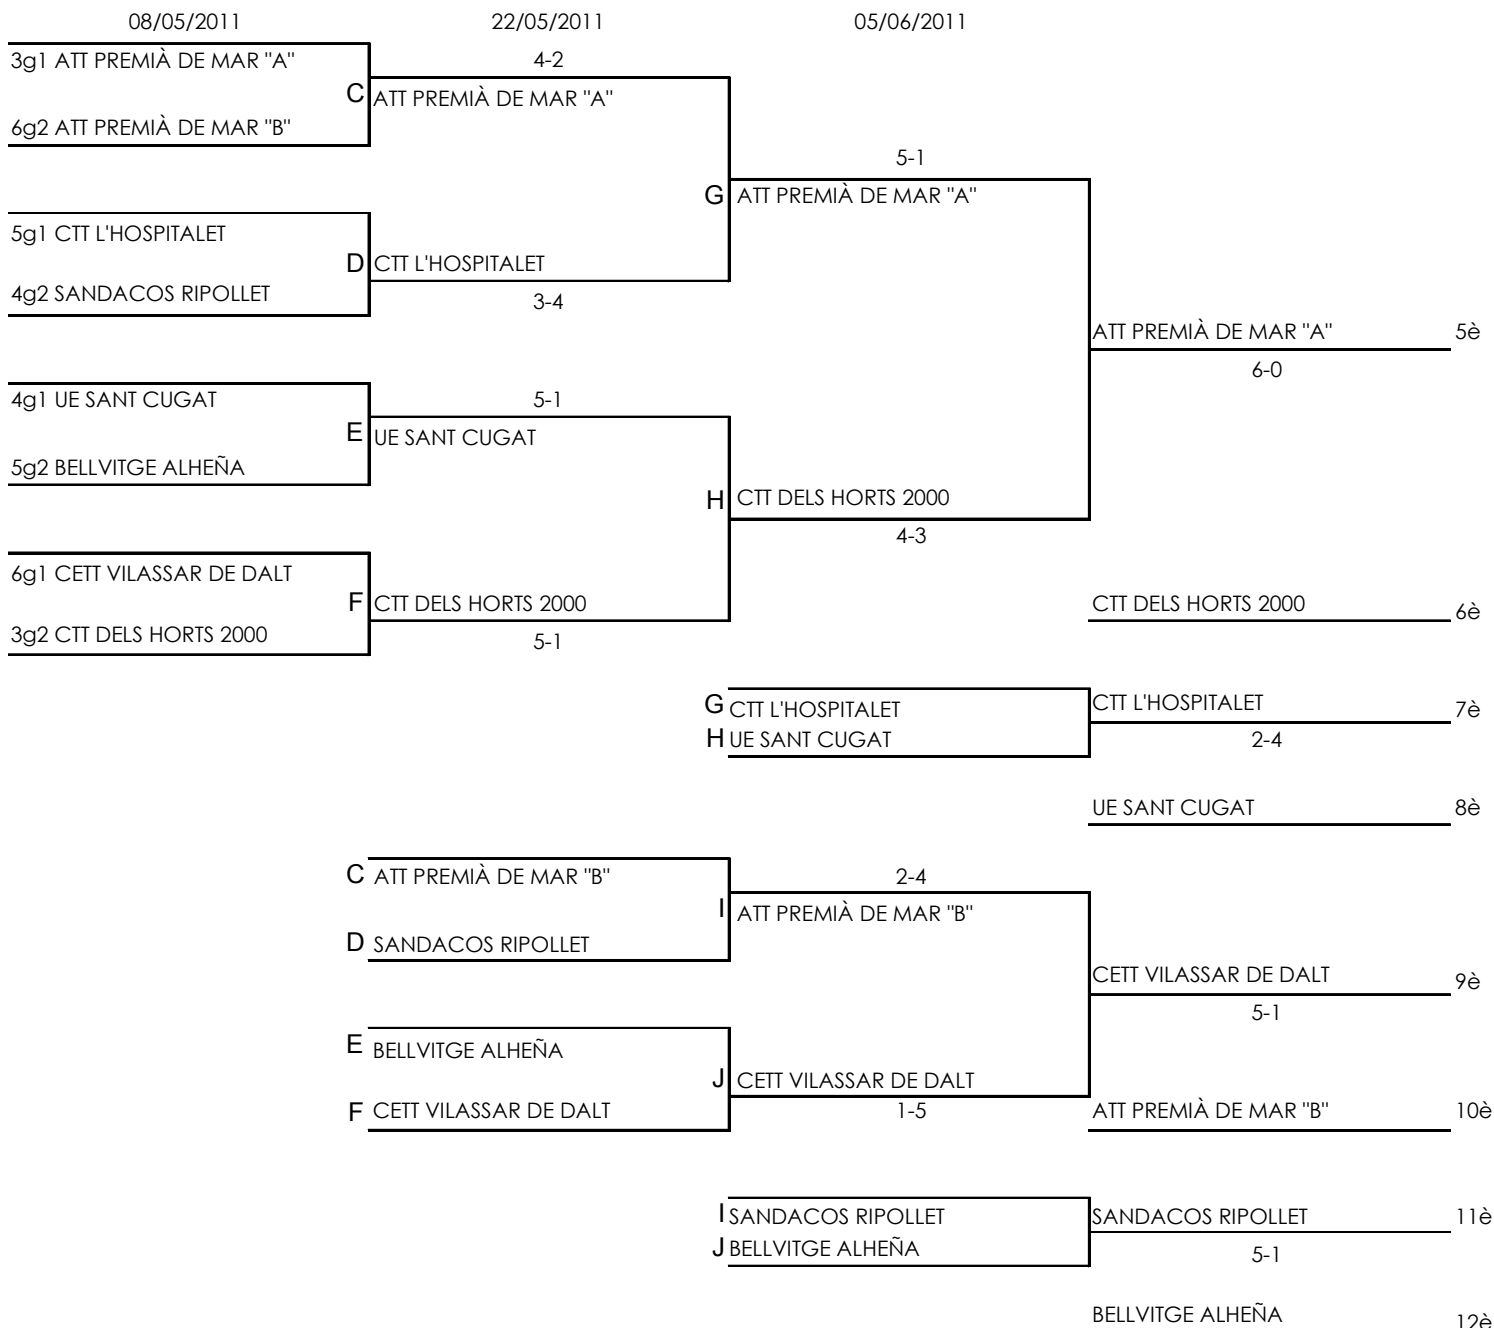 08/05/2011 22/05/2011 05/06/2011
3g1 ATT PREMIÀ DE MAR "A"
4-2
C
ATT PREMIÀ DE MAR "A"
6g2 ATT PREMIÀ DE MAR "B"
5-1
G
ATT PREMIÀ DE MAR "A"
5g1 CTT L'HOSPITALET
D CTT L'HOSPITALET
4g2 SANDACOS RIPOLLET
3-4
ATT PREMIÀ DE MAR "A" 5è
6-0
4g1 UE SANT CUGAT
5-1
E UE SANT CUGAT
5g2 BELLVITGE ALHEÑA
H CTT DELS HORTS 2000
4-3
6g1 CETT VILASSAR DE DALT
F CTT DELS HORTS 2000
CTT DELS HORTS 2000 6è
3g2 CTT DELS HORTS 2000
5-1
G CTT L'HOSPITALET
CTT L'HOSPITALET 7è
H UE SANT CUGAT
2-4
UE SANT CUGAT 8è
C ATT PREMIÀ DE MAR "B"
2-4
I ATT PREMIÀ DE MAR "B"
D SANDACOS RIPOLLET
CETT VILASSAR DE DALT 9è
5-1
E BELLVITGE ALHEÑA
J CETT VILASSAR DE DALT
F CETT VILASSAR DE DALT
1-5
ATT PREMIÀ DE MAR "B" 10è
I SANDACOS RIPOLLET
SANDACOS RIPOLLET 11è
J BELLVITGE ALHEÑA
5-1
BELLVITGE ALHEÑA 12è